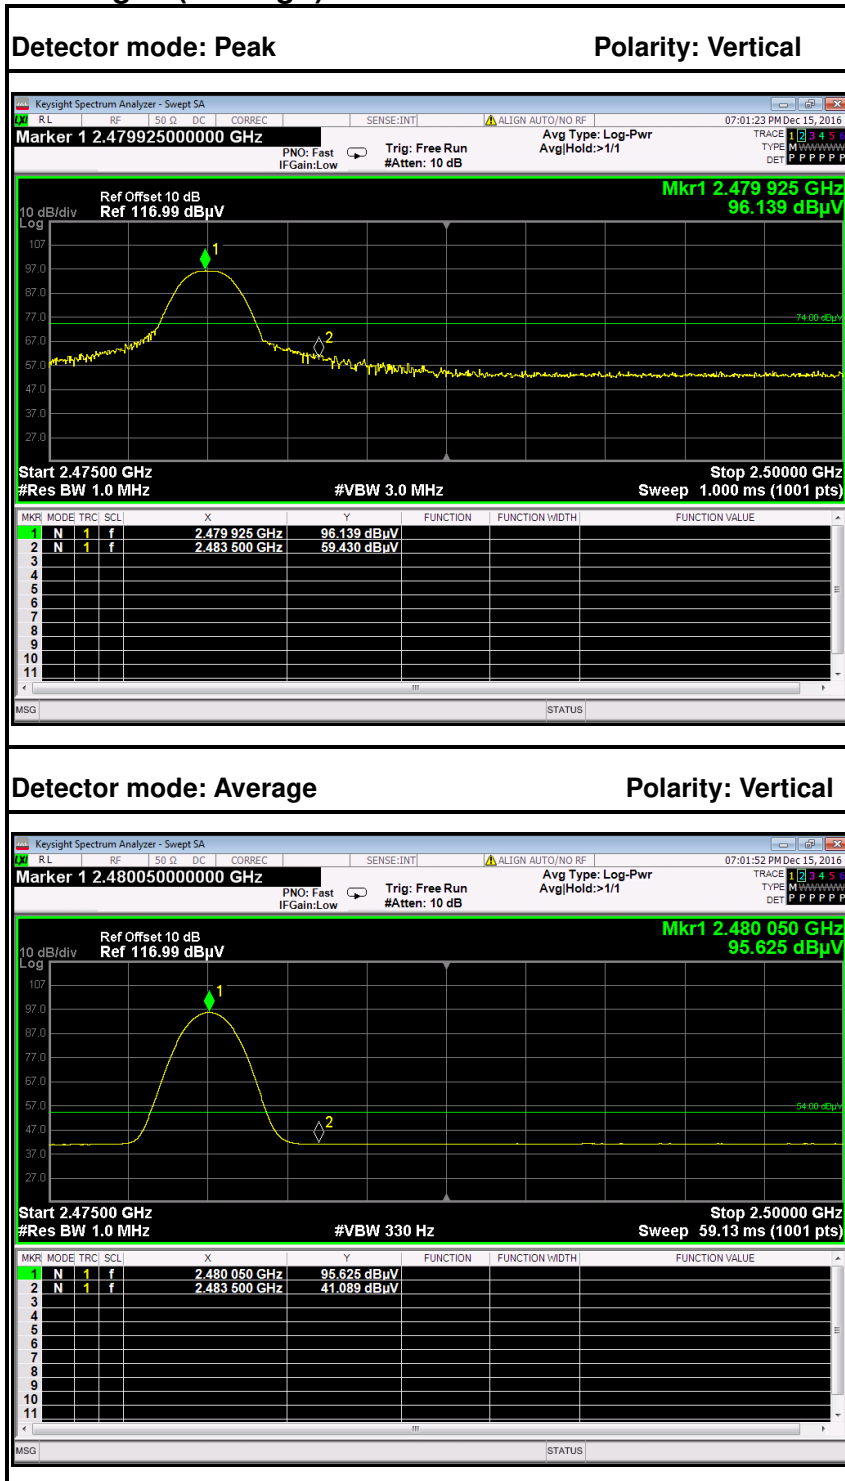 Detector mode: Peak Polarity: Vertical
Keysight Spectrum Analyzer - Swept SA
LXI RL RF 50 Ω DC CORREC SENSE:INT ALIGN AUTO/NO RF 07:01:23 PM Dec 15, 2016
Marker 1 2.479925000000 GHz
PNO: Fast
IFGain:Low
Trig: Free Run
#Atten: 10 dB
Avg Type: Log-Pwr
Avg|Hold:>1/1
TRACE 1 2 3 4 5 6
TYPE M WWWWW
DET P P P P P P
Mkr1 2.479 925 GHz
96.139 dBµV
Ref Offset 10 dB
10 dB/div Ref 116.99 dBµV
Log
107
97.0
87.0
77.0
67.0
57.0
47.0
37.0
27.0
1
2
74.00 dBµV
Start 2.47500 GHz Stop 2.50000 GHz
#Res BW 1.0 MHz #VBW 3.0 MHz Sweep 1.000 ms (1001 pts)
MKR MODE TRC SCL X Y FUNCTION FUNCTION WIDTH FUNCTION VALUE
1 N 1 f 2.479 925 GHz 96.139 dBµV
2 N 1 f 2.483 500 GHz 59.430 dBµV
3
4
5
6
7
8
9
10
11
MSG STATUS
Detector mode: Average Polarity: Vertical
Keysight Spectrum Analyzer - Swept SA
LXI RL RF 50 Ω DC CORREC SENSE:INT ALIGN AUTO/NO RF 07:01:52 PM Dec 15, 2016
Marker 1 2.480050000000 GHz
PNO: Fast
IFGain:Low
Trig: Free Run
#Atten: 10 dB
Avg Type: Log-Pwr
Avg|Hold:>1/1
TRACE 1 2 3 4 5 6
TYPE M WWWWW
DET P P P P P P
Mkr1 2.480 050 GHz
95.625 dBµV
Ref Offset 10 dB
10 dB/div Ref 116.99 dBµV
Log
107
97.0
87.0
77.0
67.0
57.0
47.0
37.0
27.0
1
2
54.00 dBµV
Start 2.47500 GHz Stop 2.50000 GHz
#Res BW 1.0 MHz #VBW 330 Hz Sweep 59.13 ms (1001 pts)
MKR MODE TRC SCL X Y FUNCTION FUNCTION WIDTH FUNCTION VALUE
1 N 1 f 2.480 050 GHz 95.625 dBµV
2 N 1 f 2.483 500 GHz 41.089 dBµV
3
4
5
6
7
8
9
10
11
MSG STATUS